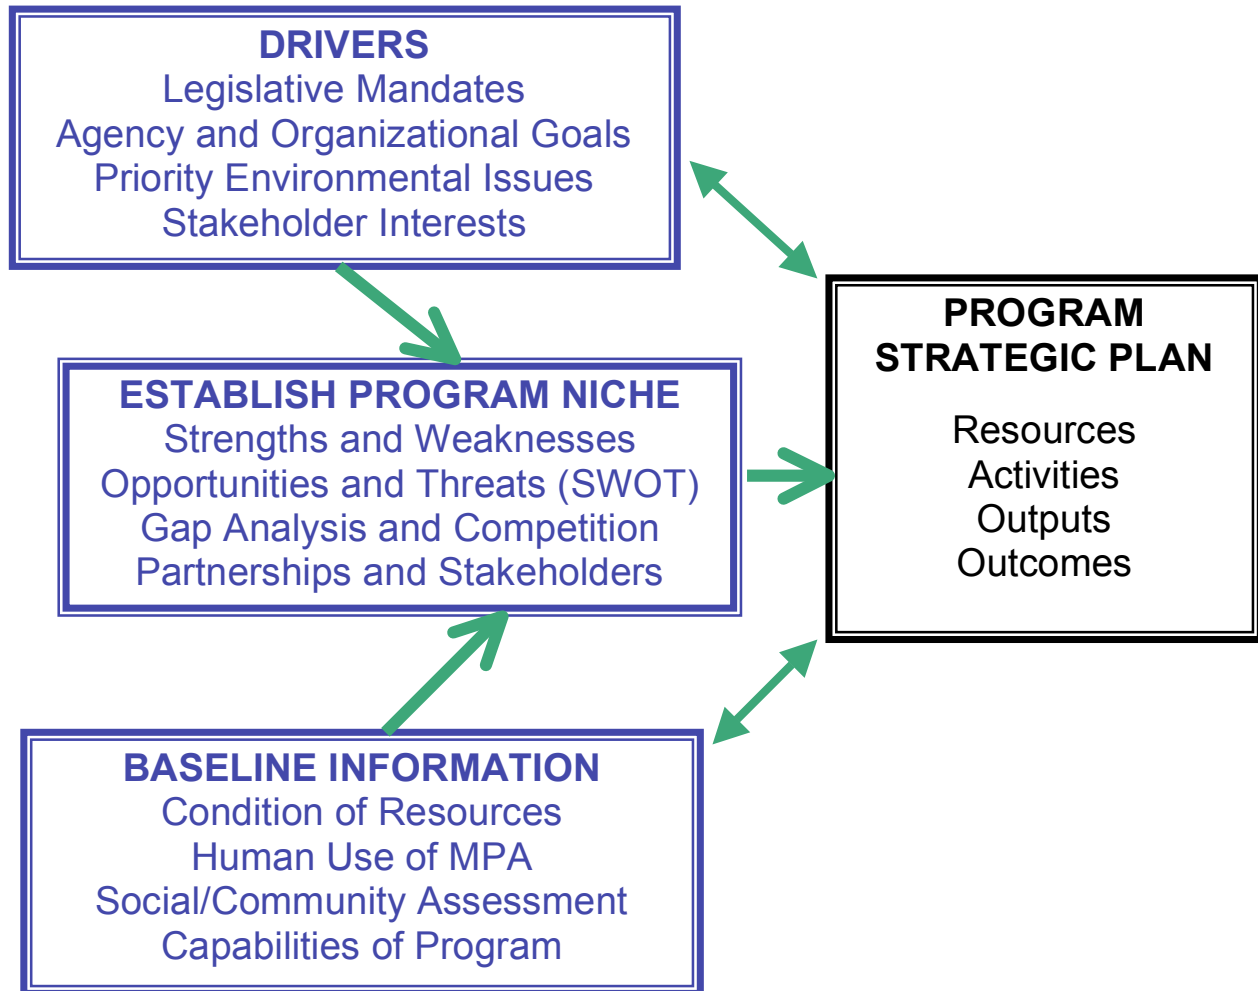 DRIVERS
Legislative Mandates
Agency and Organizational Goals
Priority Environmental Issues
Stakeholder Interests
ESTABLISH PROGRAM NICHE
Strengths and Weaknesses
Opportunities and Threats (SWOT)
Gap Analysis and Competition
Partnerships and Stakeholders
BASELINE INFORMATION
Condition of Resources
Human Use of MPA
Social/Community Assessment
Capabilities of Program
PROGRAM
STRATEGIC PLAN
Resources
Activities
Outputs
Outcomes